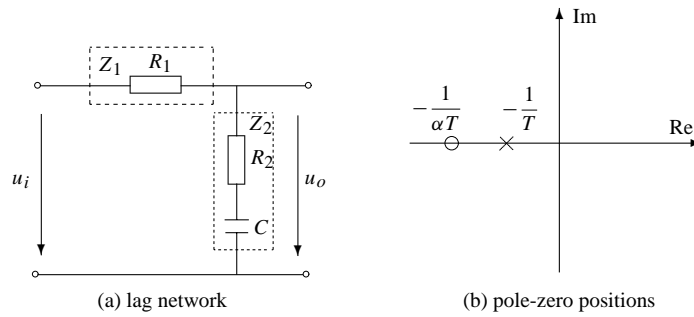 Z₁
R₁
Z₂
R₂
C
uᵢ
uₒ
(a) lag network
Im
−1/(αT)
−1/T
Re
(b) pole-zero positions